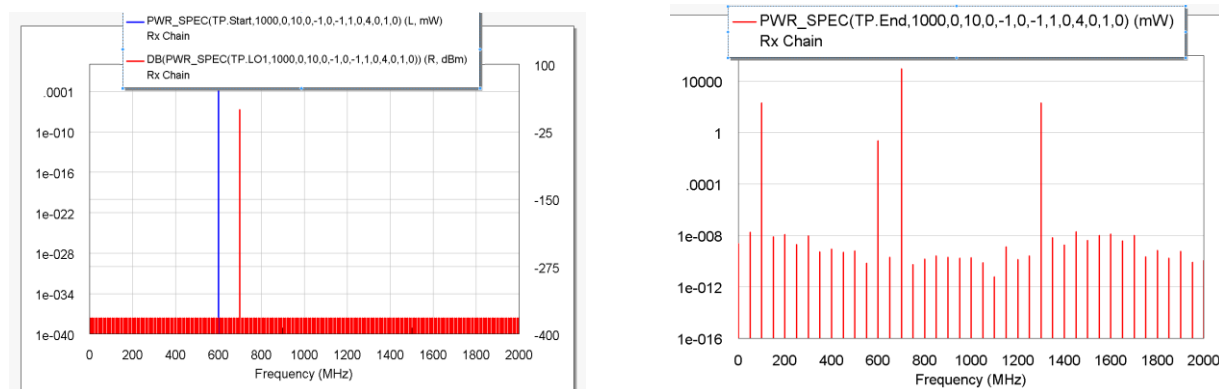 PWR_SPEC(TP.Start,1000,0,10,0,-1,0,-1,1,0,4,0,1,0) (L, mW)
Rx Chain
DB(PWR_SPEC(TP.LO1,1000,0,10,0,-1,0,-1,1,0,4,0,1,0)) (R, dBm)
Rx Chain
100
.0001
1e-010
-25
1e-016
-150
1e-022
1e-028
-275
1e-034
1e-040
-400
0 200 400 600 800 1000 1200 1400 1600 1800 2000
Frequency (MHz)
PWR_SPEC(TP.End,1000,0,10,0,-1,0,-1,1,0,4,0,1,0) (mW)
Rx Chain
10000
1
.0001
1e-008
1e-012
1e-016
0 200 400 600 800 1000 1200 1400 1600 1800 2000
Frequency (MHz)